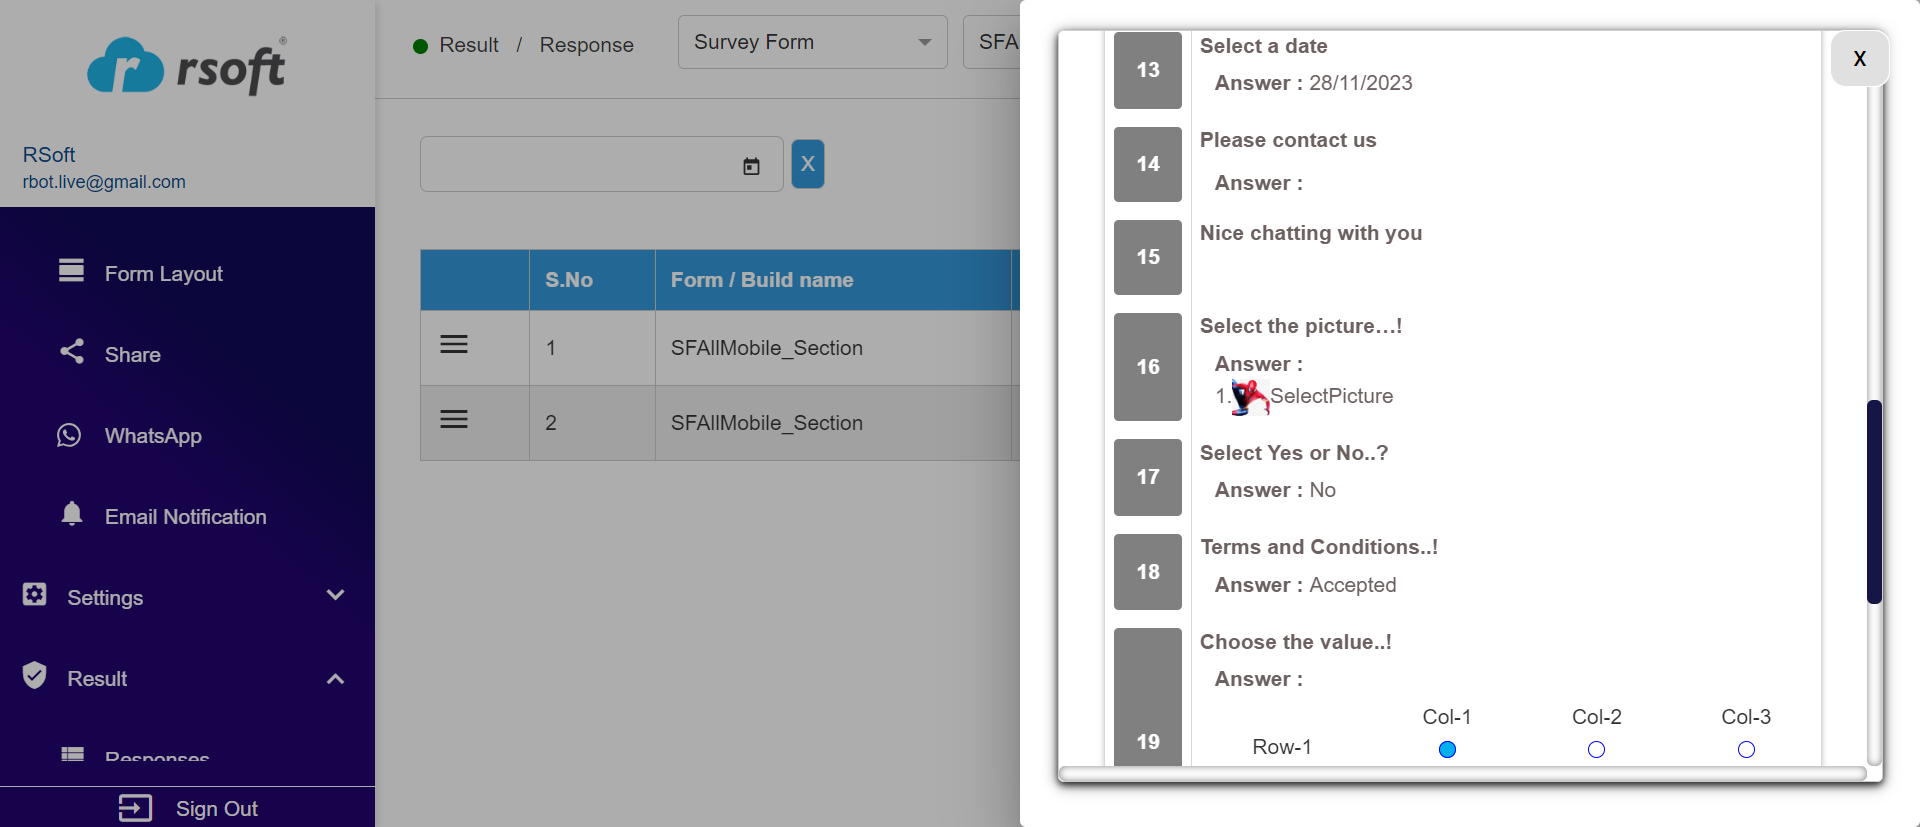 rsoft®
RSoft
rbot.live@gmail.com
Form Layout
Share
WhatsApp
Email Notification
Settings
Result
Responses
Sign Out
Result / Response
Survey Form
SFA
X
S.No
Form / Build name
1
SFAllMobile_Section
2
SFAllMobile_Section
X
13
Select a date
Answer : 28/11/2023
14
Please contact us
Answer :
15
Nice chatting with you
16
Select the picture...!
Answer :
1. SelectPicture
17
Select Yes or No..?
Answer : No
18
Terms and Conditions..!
Answer : Accepted
19
Choose the value..!
Answer :
Col-1 Col-2 Col-3
Row-1